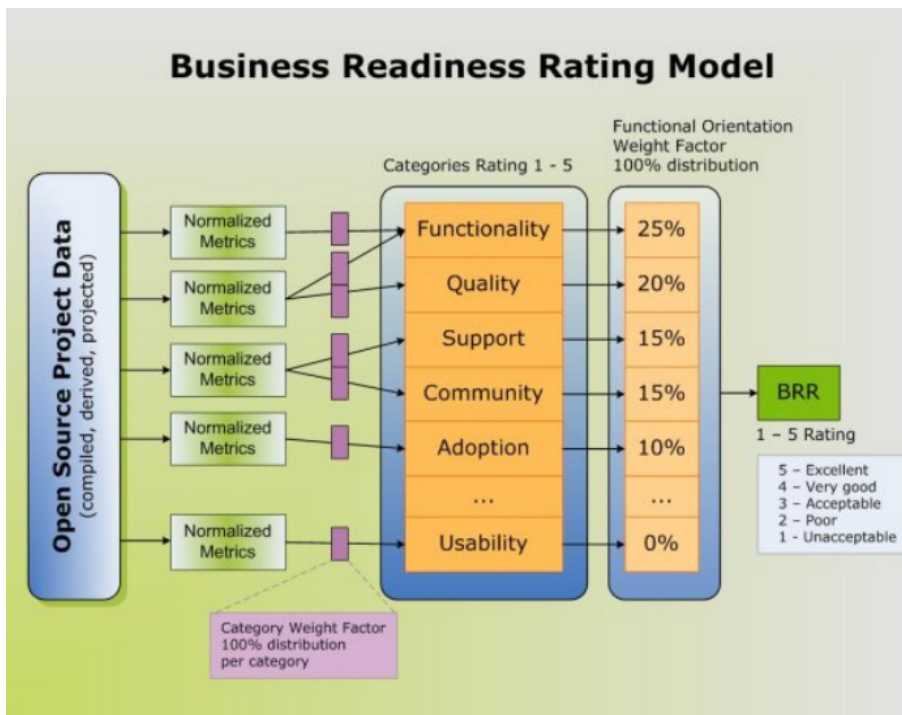 Business Readiness Rating Model
Functional Orientation
Weight Factor
100% distribution
Categories Rating 1 - 5
Open Source Project Data
(compiled, derived, projected)
Normalized
Metrics
Normalized
Metrics
Normalized
Metrics
Normalized
Metrics
Normalized
Metrics
Functionality
25%
Quality
20%
Support
15%
Community
15%
Adoption
10%
...
...
Usability
0%
BRR
1 – 5 Rating
5 – Excellent
4 – Very good
3 – Acceptable
2 – Poor
1 - Unacceptable
Category Weight Factor
100% distribution
per category